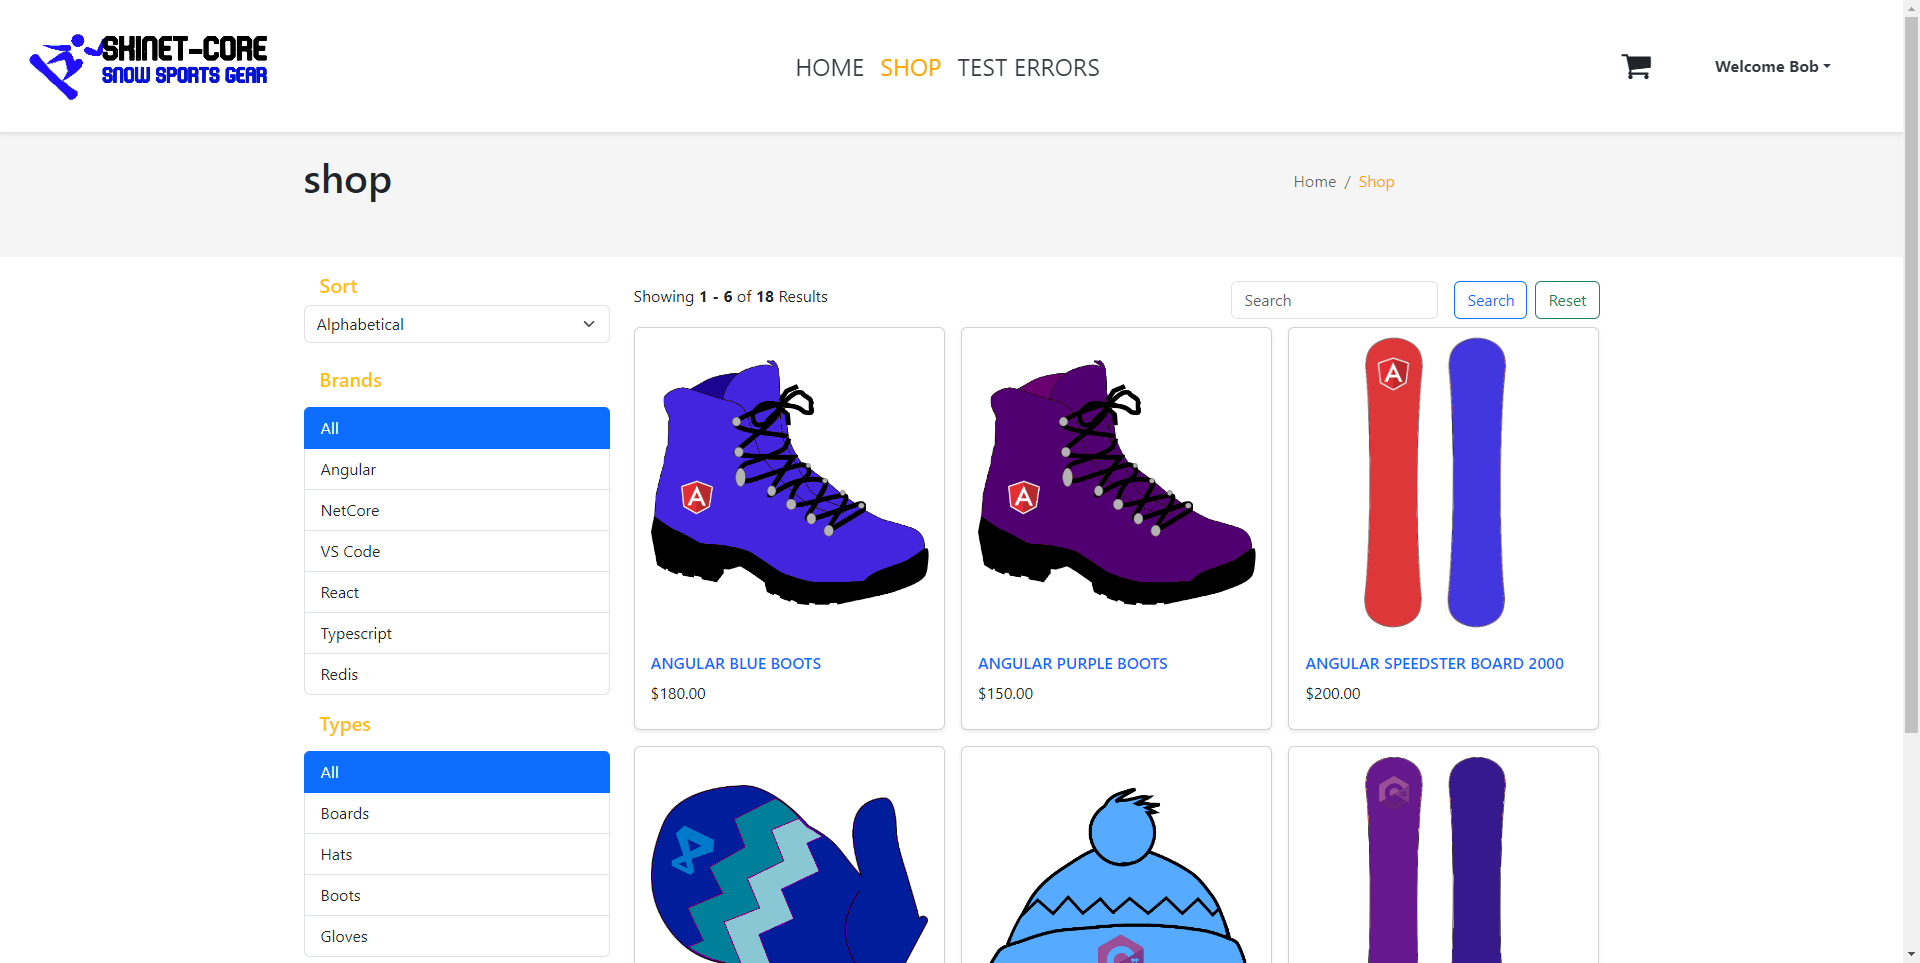 SKINET-CORE
SNOW SPORTS GEAR
HOME SHOP TEST ERRORS
Welcome Bob
shop
Home / Shop
Sort
Alphabetical
Brands
All
Angular
NetCore
VS Code
React
Typescript
Redis
Types
All
Boards
Hats
Boots
Gloves
Showing 1 - 6 of 18 Results
Search
Search
Reset
A
ANGULAR BLUE BOOTS
$180.00
A
ANGULAR PURPLE BOOTS
$150.00
A
ANGULAR SPEEDSTER BOARD 2000
$200.00
C#
C#